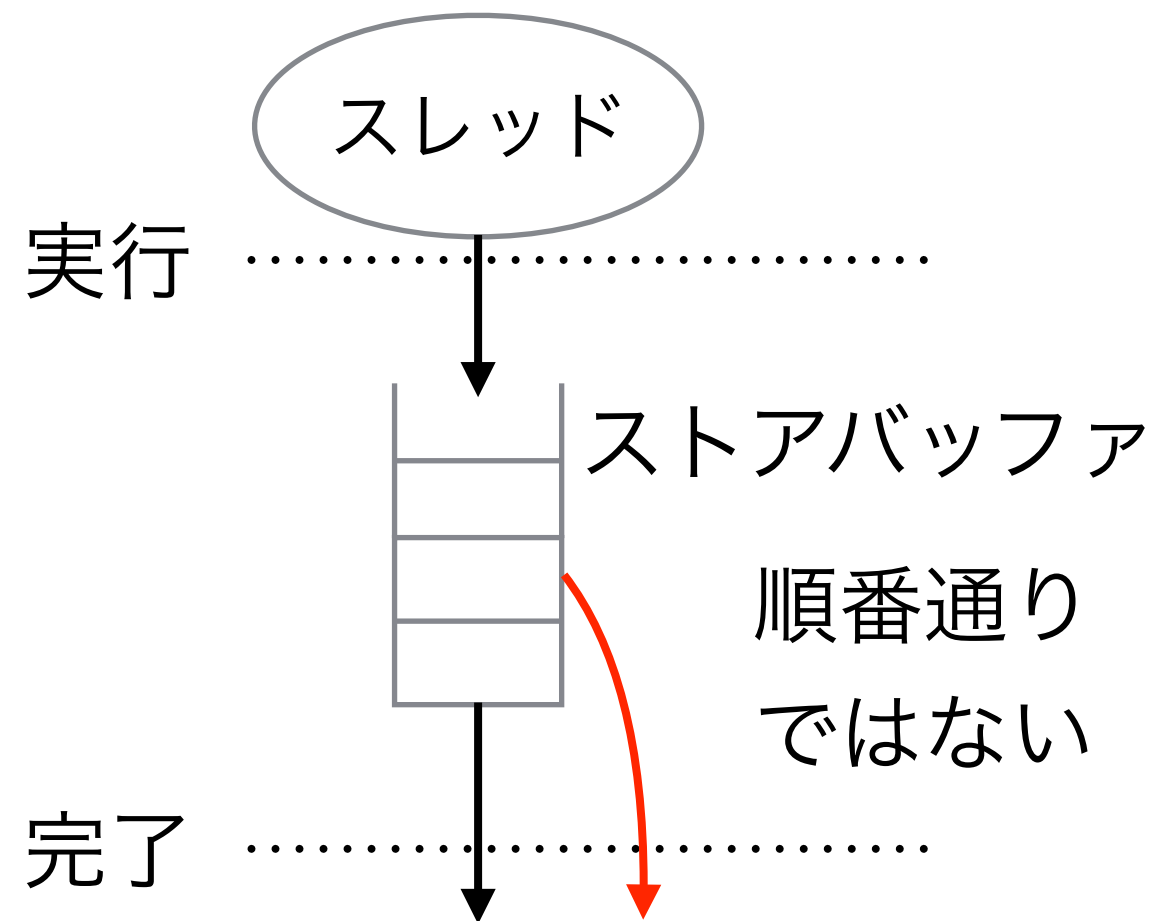 スレッド
実行
ストアバッファ
順番通り
ではない
完了